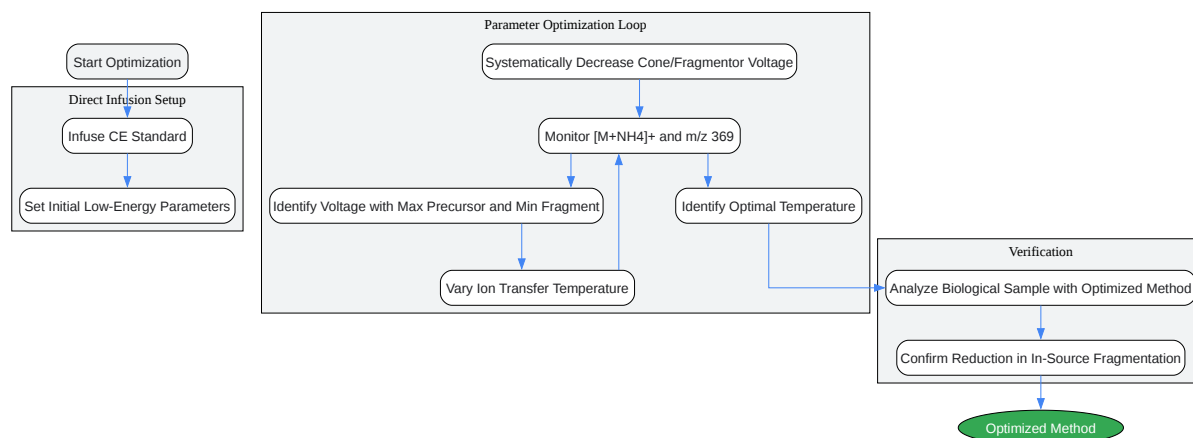 Start Optimization
Direct Infusion Setup
Infuse CE Standard
Set Initial Low-Energy Parameters
Parameter Optimization Loop
Systematically Decrease Cone/Fragmentor Voltage
Monitor [M+NH4]+ and m/z 369
Identify Voltage with Max Precursor and Min Fragment
Identify Optimal Temperature
Vary Ion Transfer Temperature
Verification
Analyze Biological Sample with Optimized Method
Confirm Reduction in In-Source Fragmentation
Optimized Method